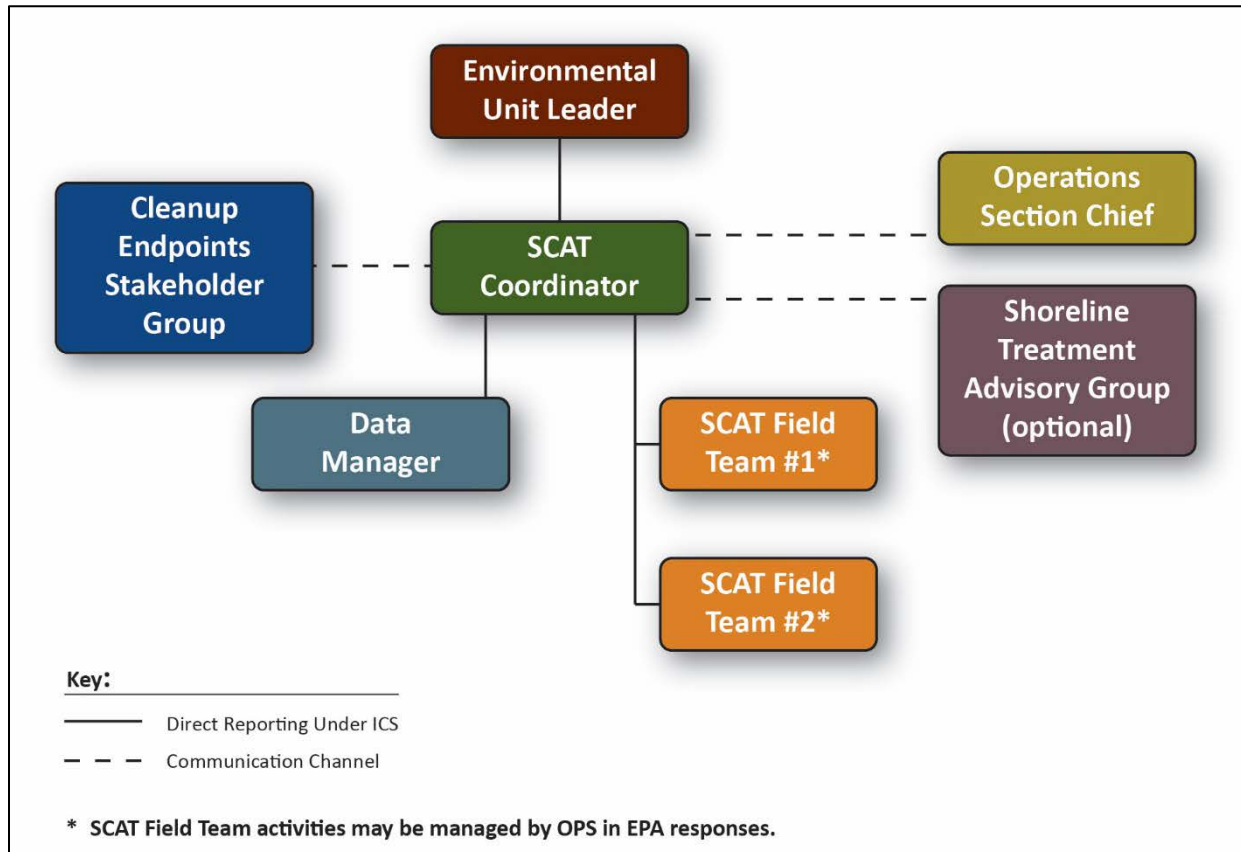 Environmental
Unit Leader
Cleanup
Endpoints
Stakeholder
Group
SCAT
Coordinator
Operations
Section Chief
Shoreline
Treatment
Advisory Group
(optional)
Data
Manager
SCAT Field
Team #1*
SCAT Field
Team #2*
Key:
Direct Reporting Under ICS
Communication Channel
* SCAT Field Team activities may be managed by OPS in EPA responses.